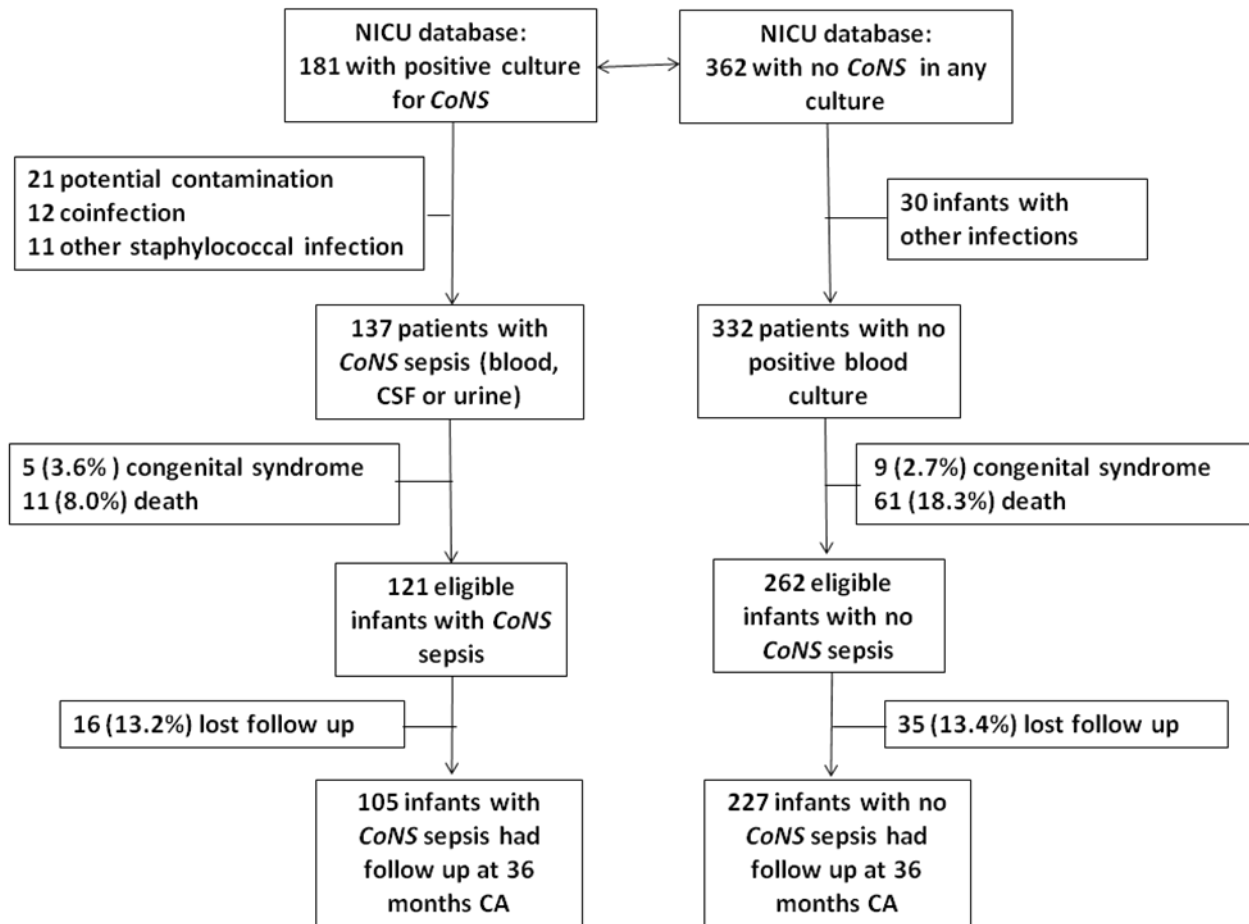 NICU database:
181 with positive culture
for CoNS
NICU database:
362 with no CoNS in any
culture
21 potential contamination
12 coinfection
11 other staphylococcal infection
30 infants with
other infections
137 patients with
CoNS sepsis (blood,
CSF or urine)
332 patients with no
positive blood
culture
5 (3.6% ) congenital syndrome
11 (8.0%) death
9 (2.7%) congenital syndrome
61 (18.3%) death
121 eligible
infants with CoNS
sepsis
262 eligible
infants with no
CoNS sepsis
16 (13.2%) lost follow up
35 (13.4%) lost follow up
105 infants with
CoNS sepsis had
follow up at 36
months CA
227 infants with no
CoNS sepsis had
follow up at 36
months CA